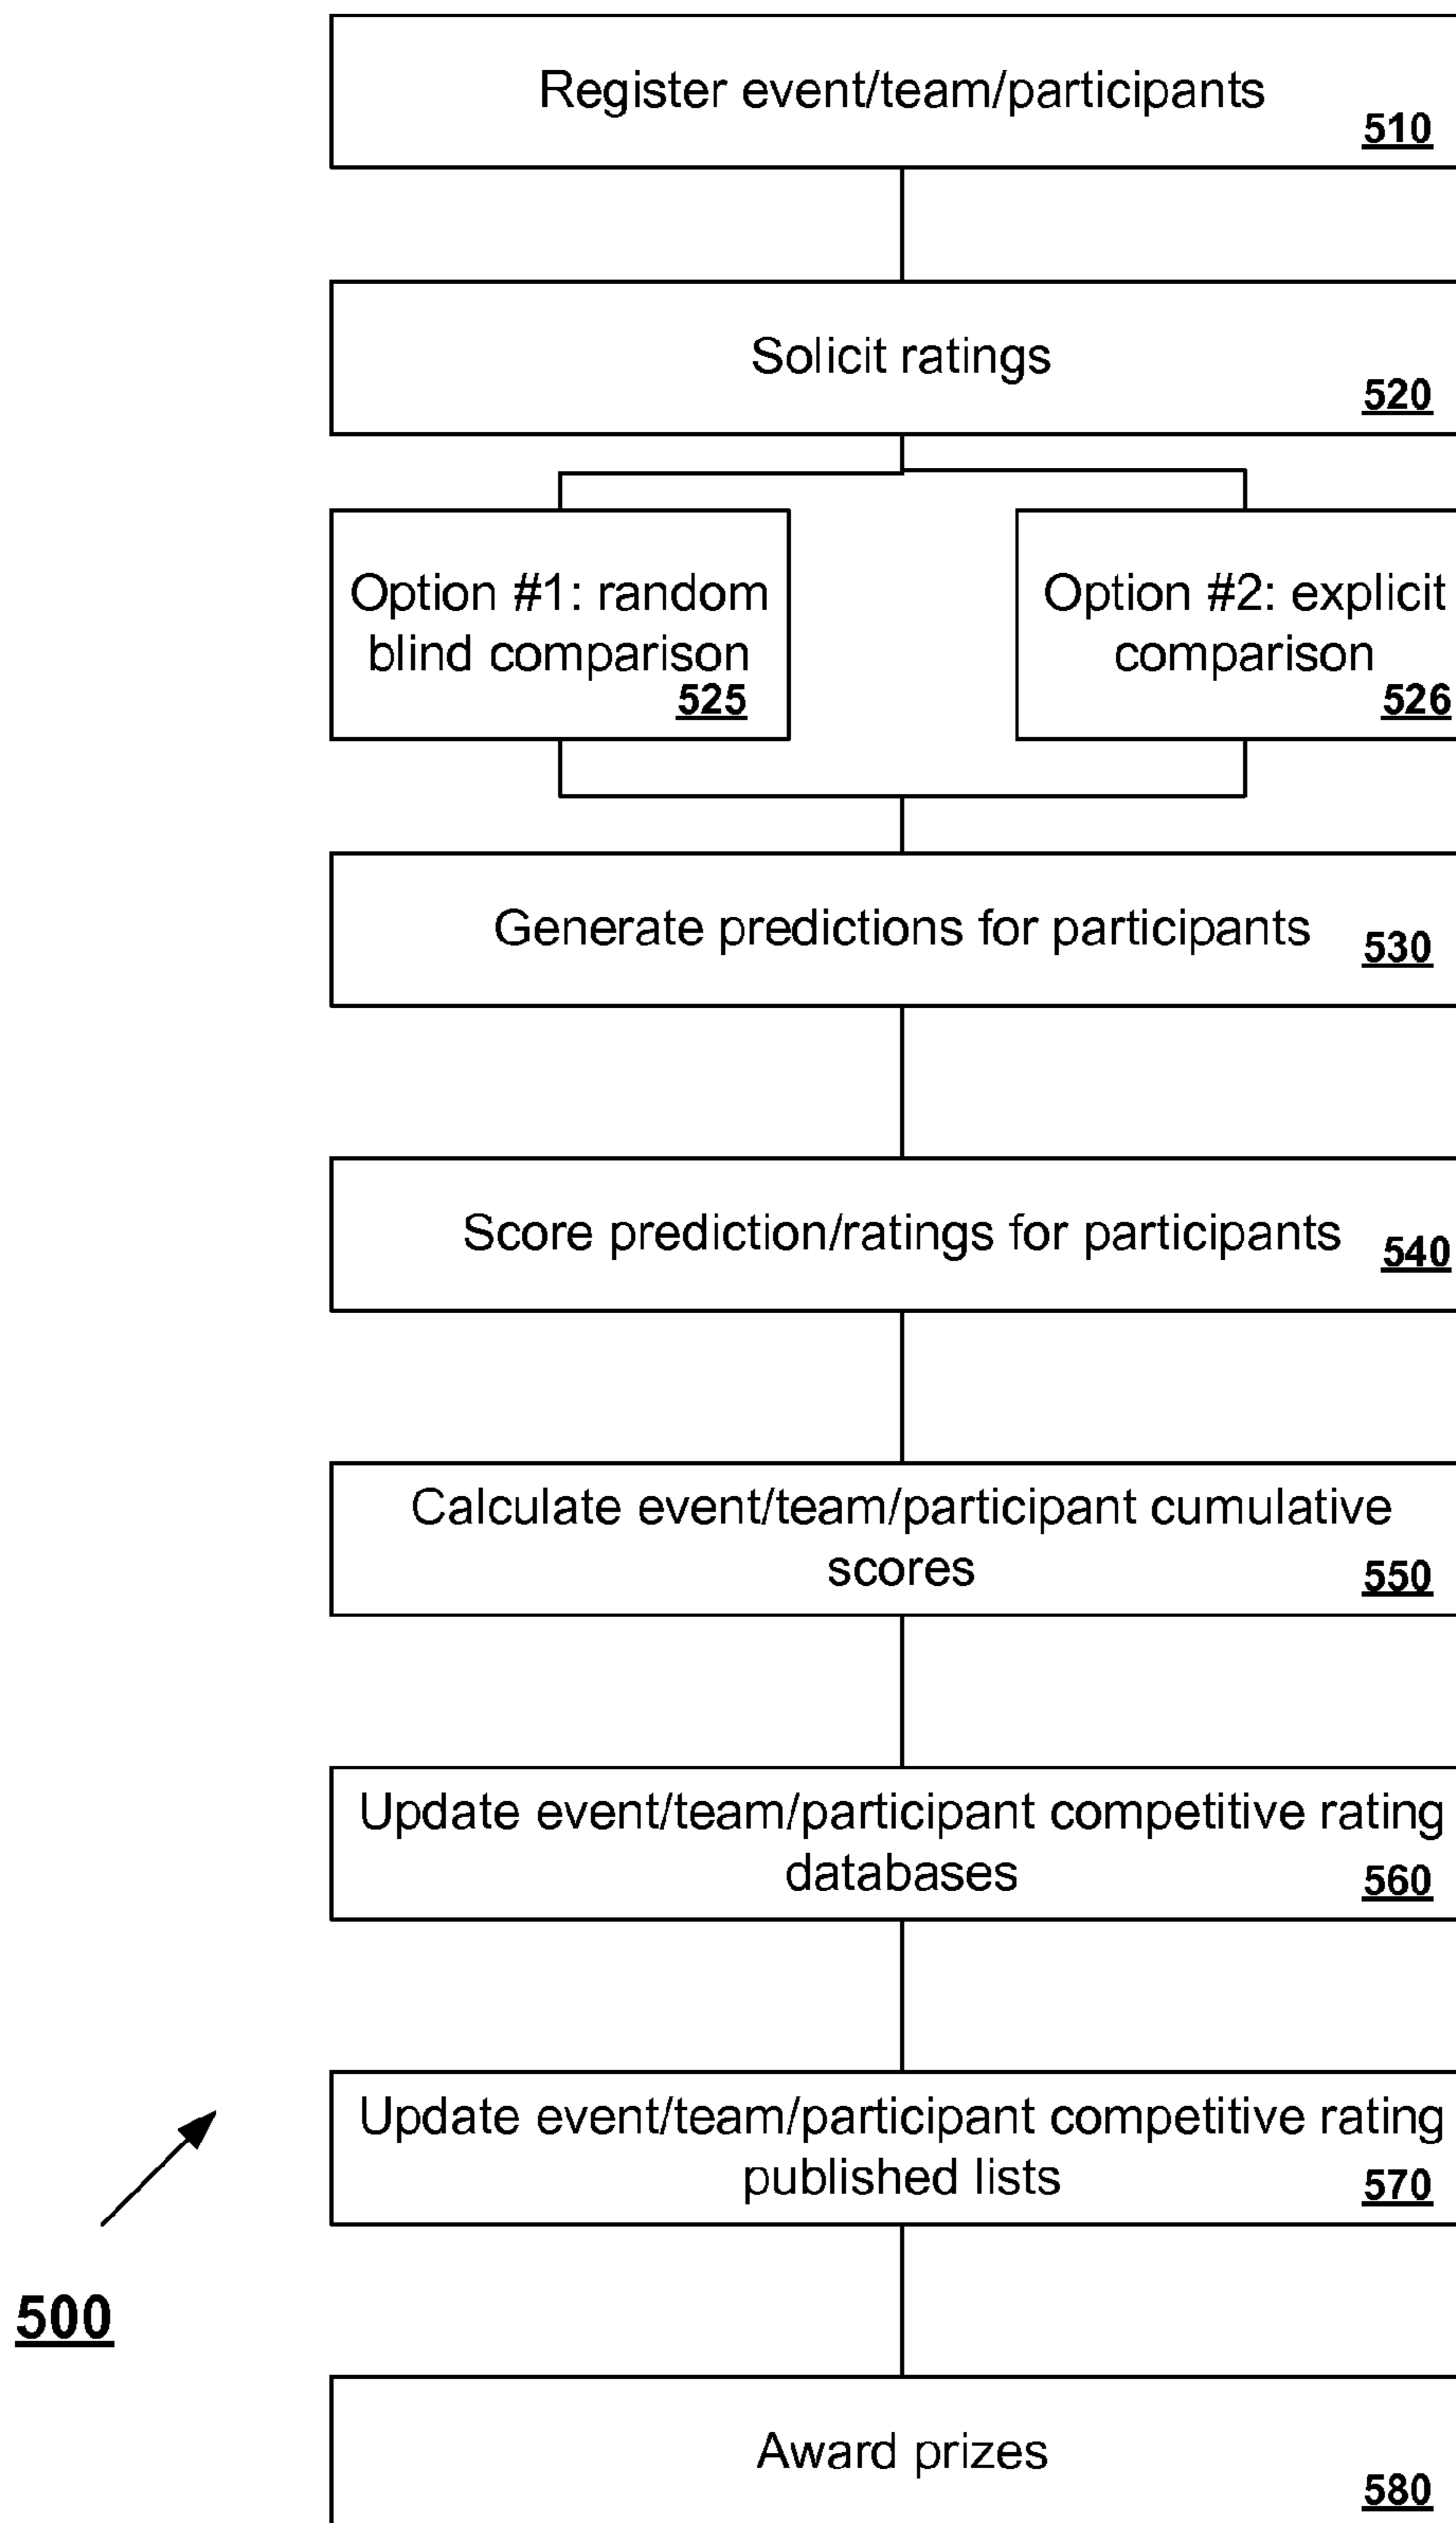 Register event/team/participants
510
Solicit ratings
520
Option #1: random
blind comparison
525
Option #2: explicit
comparison
526
Generate predictions for participants
530
Score prediction/ratings for participants
540
Calculate event/team/participant cumulative
scores
550
Update event/team/participant competitive rating
databases
560
Update event/team/participant competitive rating
published lists
570
500
Award prizes
580